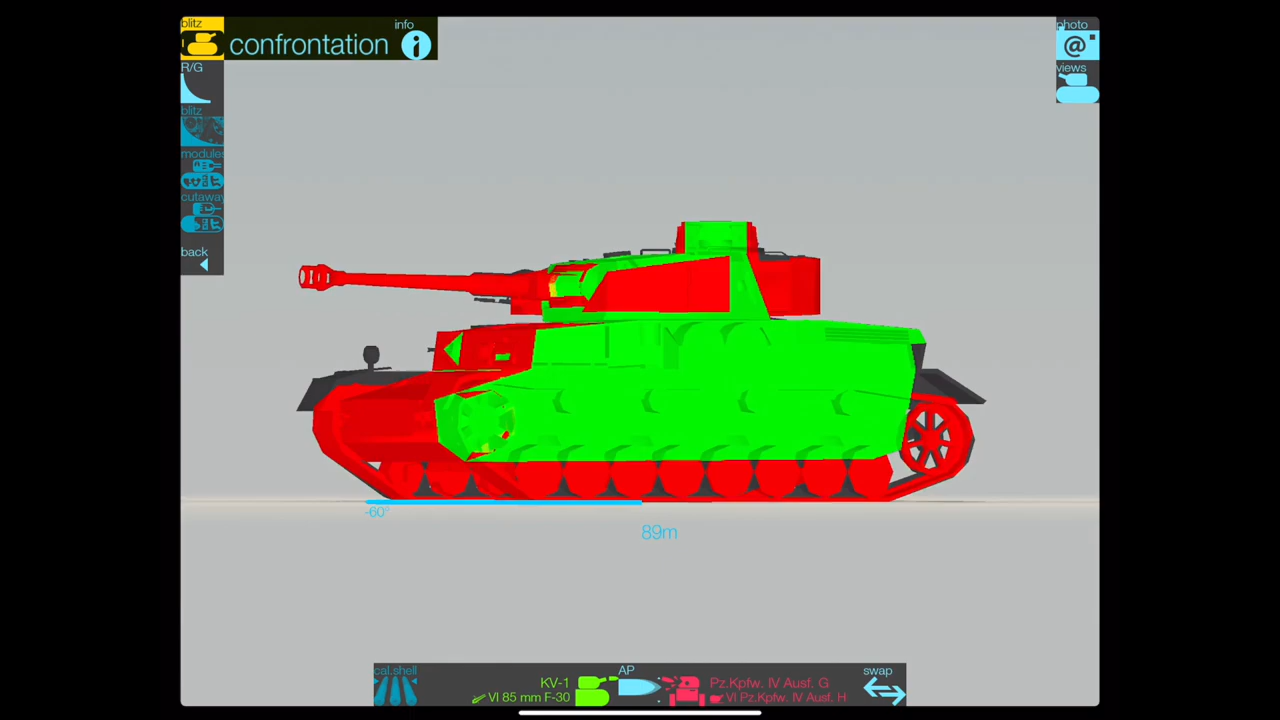 blitz
confrontation
info
i
photo
@
R/G
views
blitz
modules
cutaway
back
-60°
89m
cal.shell
KV-1
VI 85 mm F-30
AP
Pz.Kpfw. IV Ausf. G
VI Pz.Kpfw. IV Ausf. H
swap